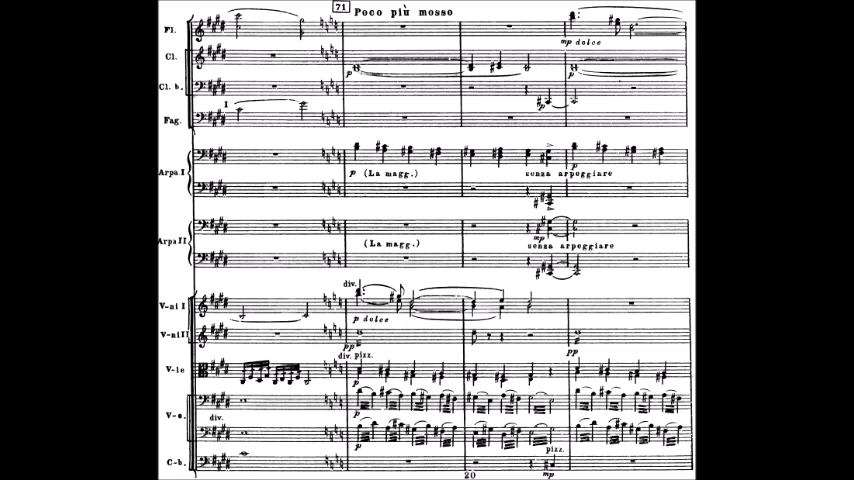 71 Poco più mosso
Fl.
mp dolce
Cl.
p
p
Cl. b.
p
I
Fag.
Arpa I
p (La magg.)
senza arpeggiare
p
Arpa II
(La magg.)
mp
senza arpeggiare
div.
V-ni I
p dolce
V-ni II
pp
pp
div. pizz.
V-le
p
V-c.
p
div.
p
pizz.
C-b.
mp
20